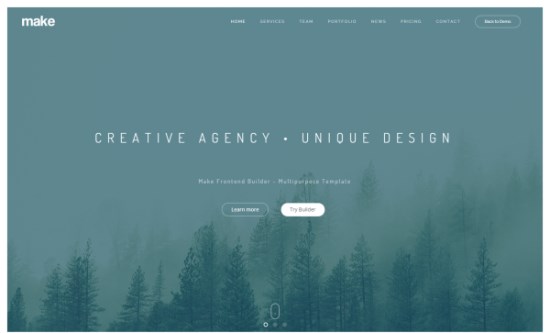 make
HOME SERVICES TEAM PORTFOLIO NEWS PRICING CONTACT Back to Demos
CREATIVE AGENCY • UNIQUE DESIGN
Make Frontend Builder - Multipurpose Template
Learn more Try Builder